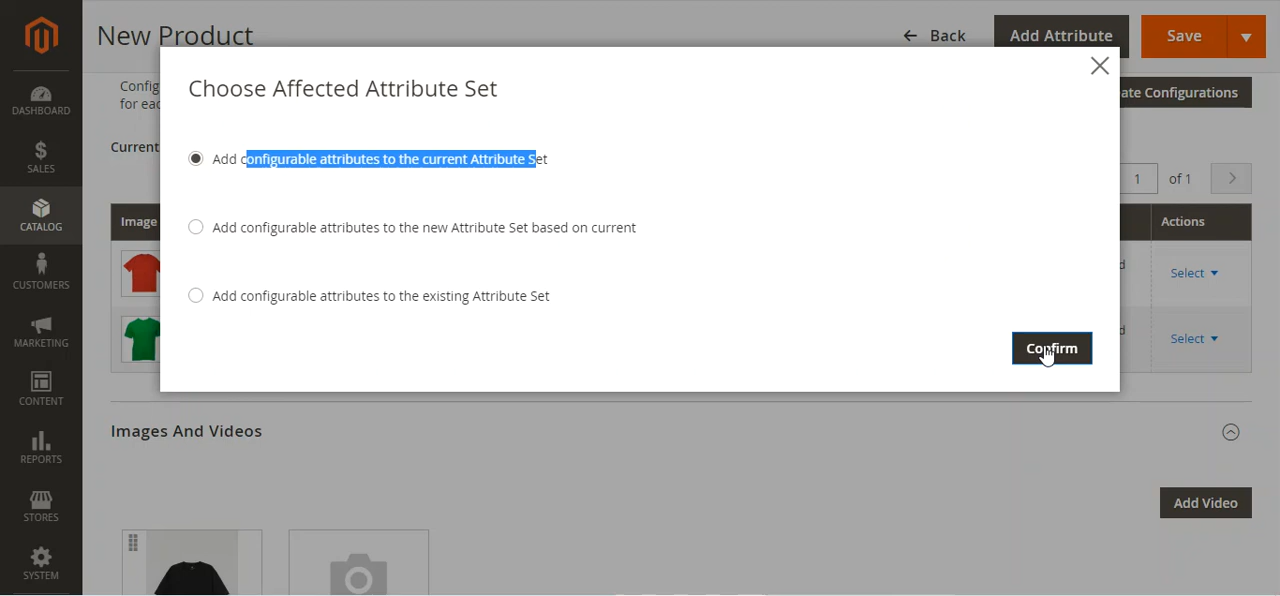 New Product
← Back
Add Attribute
Save
DASHBOARD
SALES
CATALOG
CUSTOMERS
MARKETING
CONTENT
REPORTS
STORES
SYSTEM
Config
for eac
ate Configurations
Current
1 of 1
Image
Actions
d
Select
d
Select
Choose Affected Attribute Set
Add configurable attributes to the current Attribute Set
Add configurable attributes to the new Attribute Set based on current
Add configurable attributes to the existing Attribute Set
Confirm
Images And Videos
Add Video